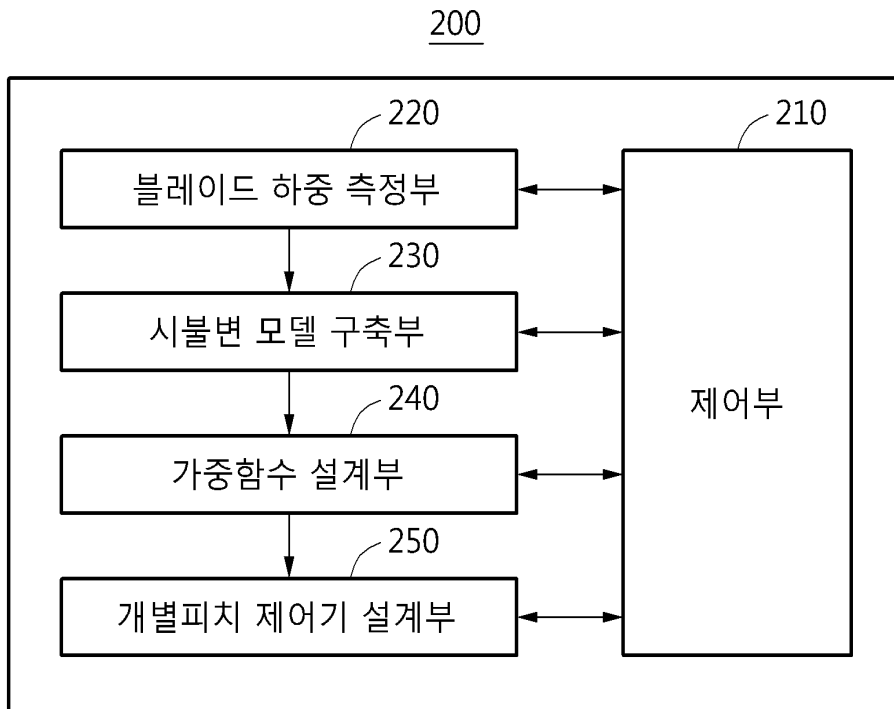 200
220
210
블레이드 하중 측정부
230
시불변 모델 구축부
240
제어부
가중함수 설계부
250
개별피치 제어기 설계부